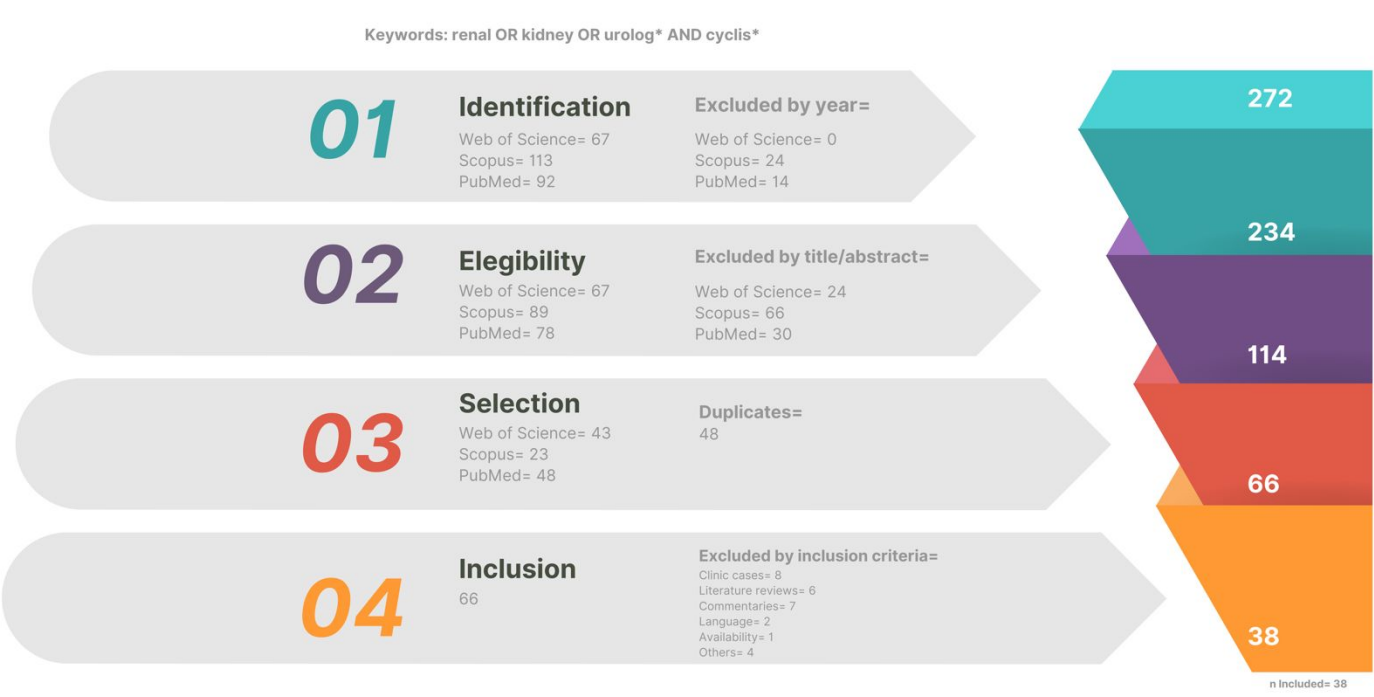 Keywords: renal OR kidney OR urolog* AND cyclis*
01
Identification
Web of Science= 67
Scopus= 113
PubMed= 92
Excluded by year=
Web of Science= 0
Scopus= 24
PubMed= 14
272
234
02
Elegibility
Web of Science= 67
Scopus= 89
PubMed= 78
Excluded by title/abstract=
Web of Science= 24
Scopus= 66
PubMed= 30
114
03
Selection
Web of Science= 43
Scopus= 23
PubMed= 48
Duplicates=
48
66
04
Inclusion
66
Excluded by inclusion criteria=
Clinic cases= 8
Literature reviews= 6
Commentaries= 7
Language= 2
Availability= 1
Others= 4
38
n Included= 38